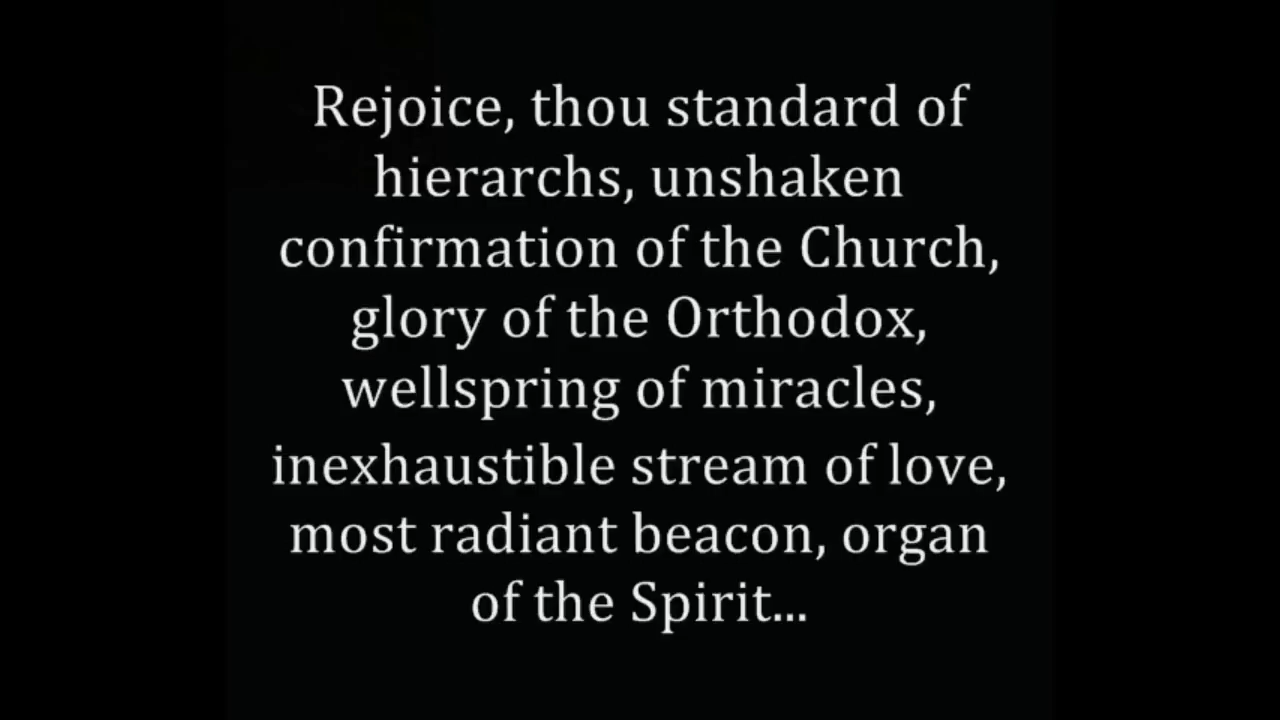 Rejoice, thou standard of
hierarchs, unshaken
confirmation of the Church,
glory of the Orthodox,
wellspring of miracles,
inexhaustible stream of love,
most radiant beacon, organ
of the Spirit...